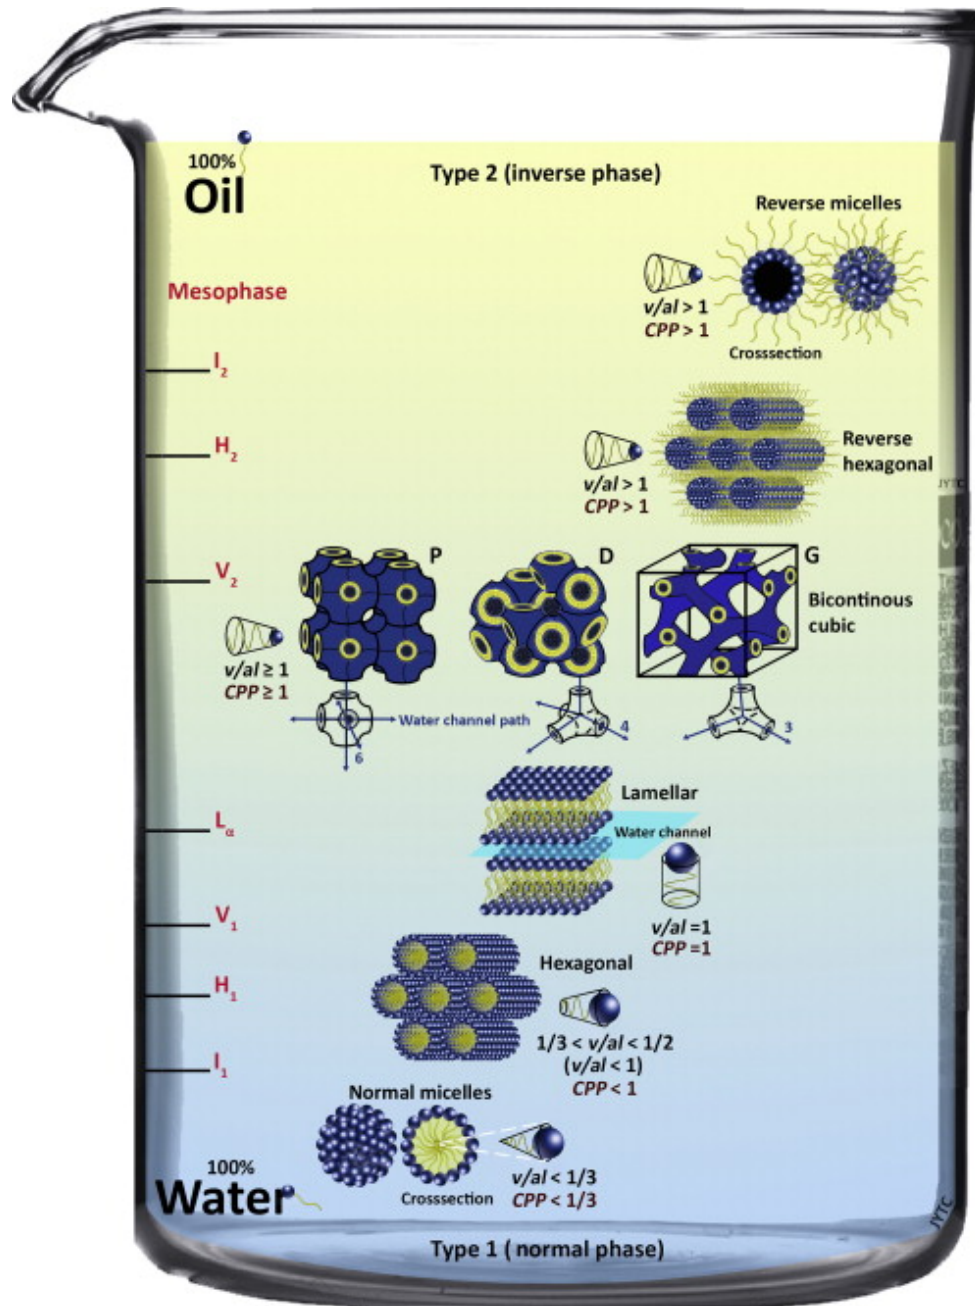 100%
Oil
Type 2 (inverse phase)
Reverse micelles
v/al > 1
CPP > 1
Crosssection
Mesophase
I₂
H₂
Reverse
hexagonal
v/al > 1
CPP > 1
JYTC
V₂
P
D
G
Bicontinous
cubic
v/al ≥ 1
CPP ≥ 1
Water channel path
6
4
3
Lamellar
Lα
Water channel
v/al =1
CPP =1
V₁
Hexagonal
H₁
1/3 < v/al < 1/2
(v/al < 1)
CPP < 1
I₁
Normal micelles
v/al < 1/3
CPP < 1/3
Crosssection
100%
Water
JYTC
Type 1 ( normal phase)